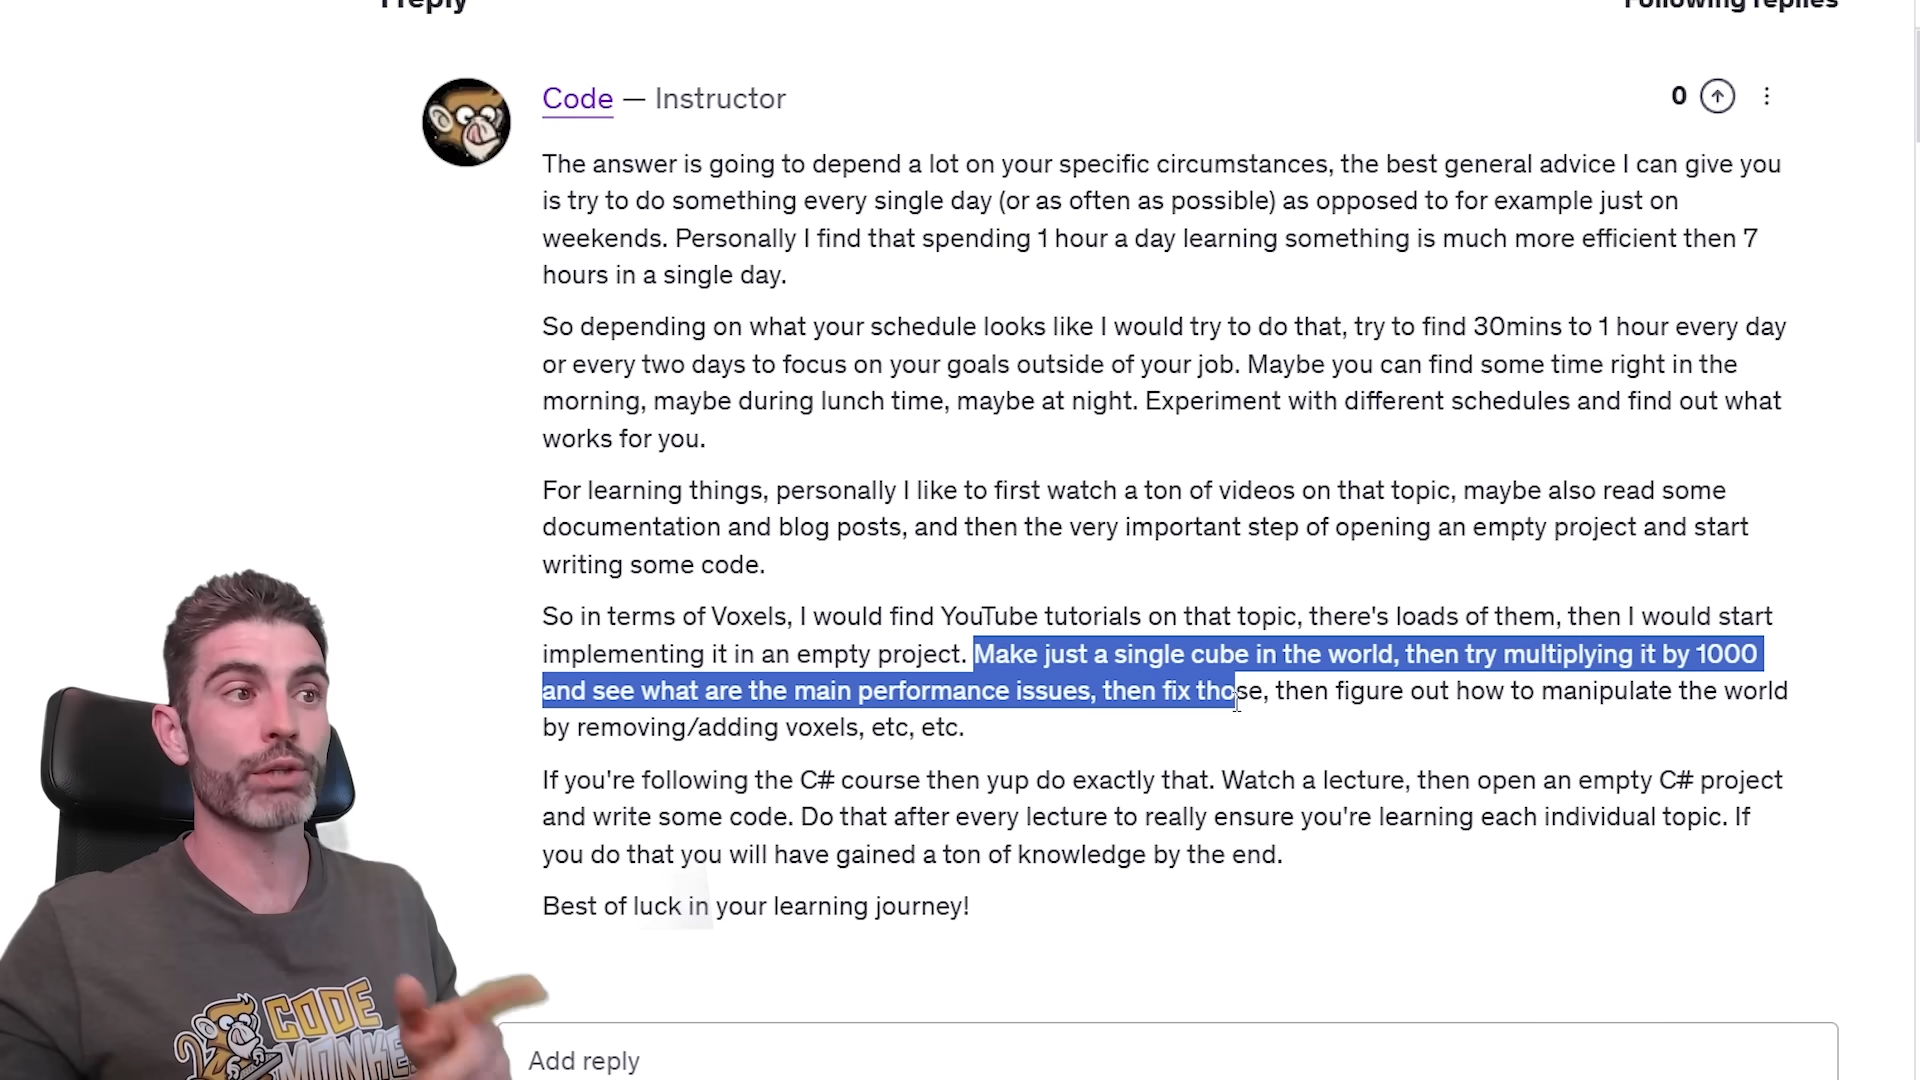 1 reply
Following replies
Code — Instructor
0
The answer is going to depend a lot on your specific circumstances, the best general advice I can give you
is try to do something every single day (or as often as possible) as opposed to for example just on
weekends. Personally I find that spending 1 hour a day learning something is much more efficient then 7
hours in a single day.
So depending on what your schedule looks like I would try to do that, try to find 30mins to 1 hour every day
or every two days to focus on your goals outside of your job. Maybe you can find some time right in the
morning, maybe during lunch time, maybe at night. Experiment with different schedules and find out what
works for you.
For learning things, personally I like to first watch a ton of videos on that topic, maybe also read some
documentation and blog posts, and then the very important step of opening an empty project and start
writing some code.
So in terms of Voxels, I would find YouTube tutorials on that topic, there's loads of them, then I would start
implementing it in an empty project. Make just a single cube in the world, then try multiplying it by 1000
and see what are the main performance issues, then fix those, then figure out how to manipulate the world
by removing/adding voxels, etc, etc.
If you're following the C# course then yup do exactly that. Watch a lecture, then open an empty C# project
and write some code. Do that after every lecture to really ensure you're learning each individual topic. If
you do that you will have gained a ton of knowledge by the end.
Best of luck in your learning journey!
Add reply
CODE
MONKE